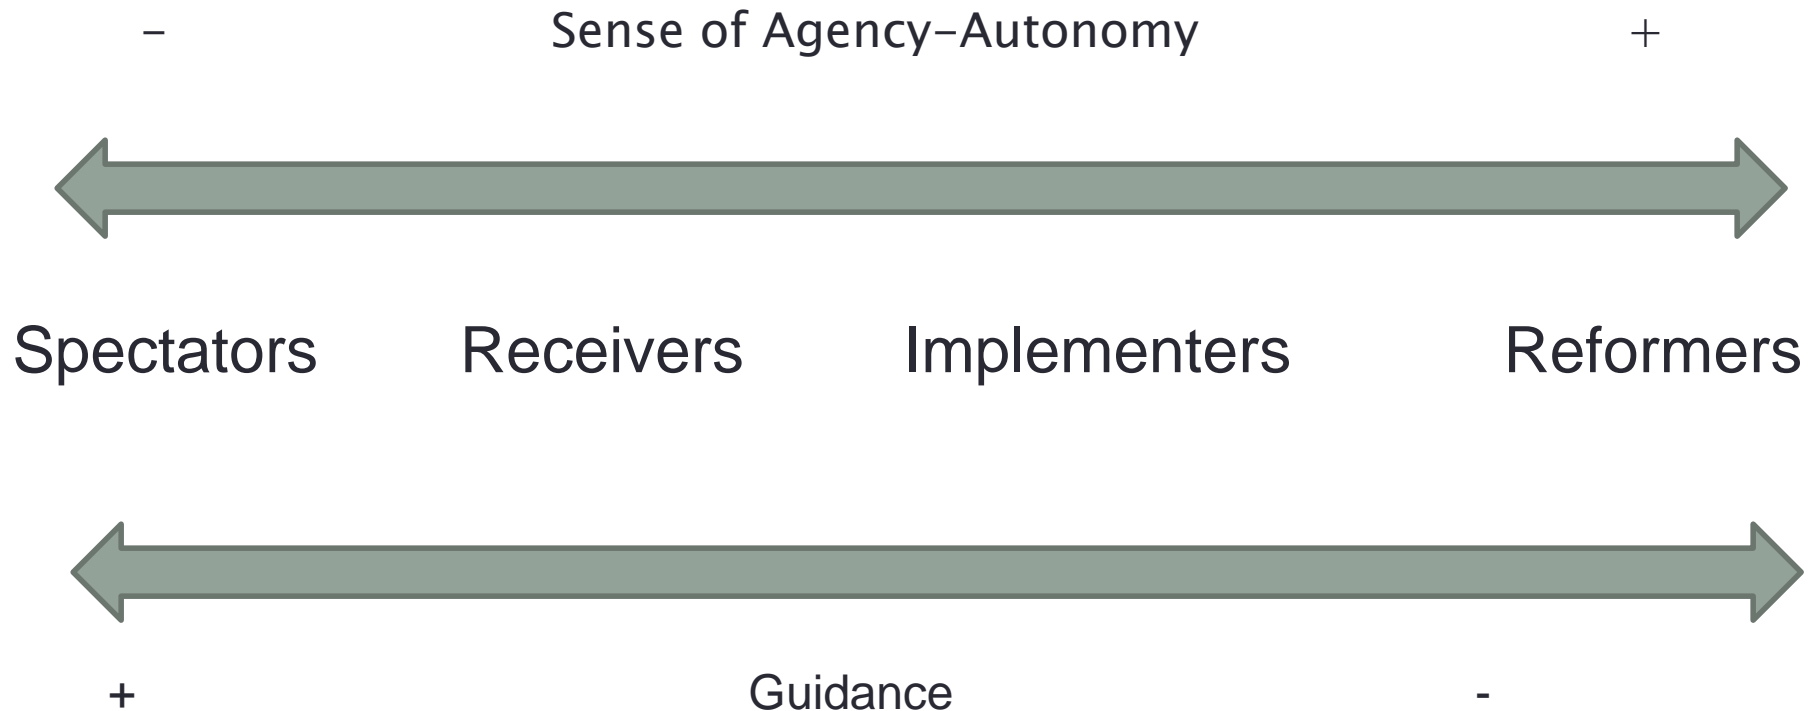 – Sense of Agency–Autonomy +
Spectators Receivers Implementers Reformers
+ Guidance -